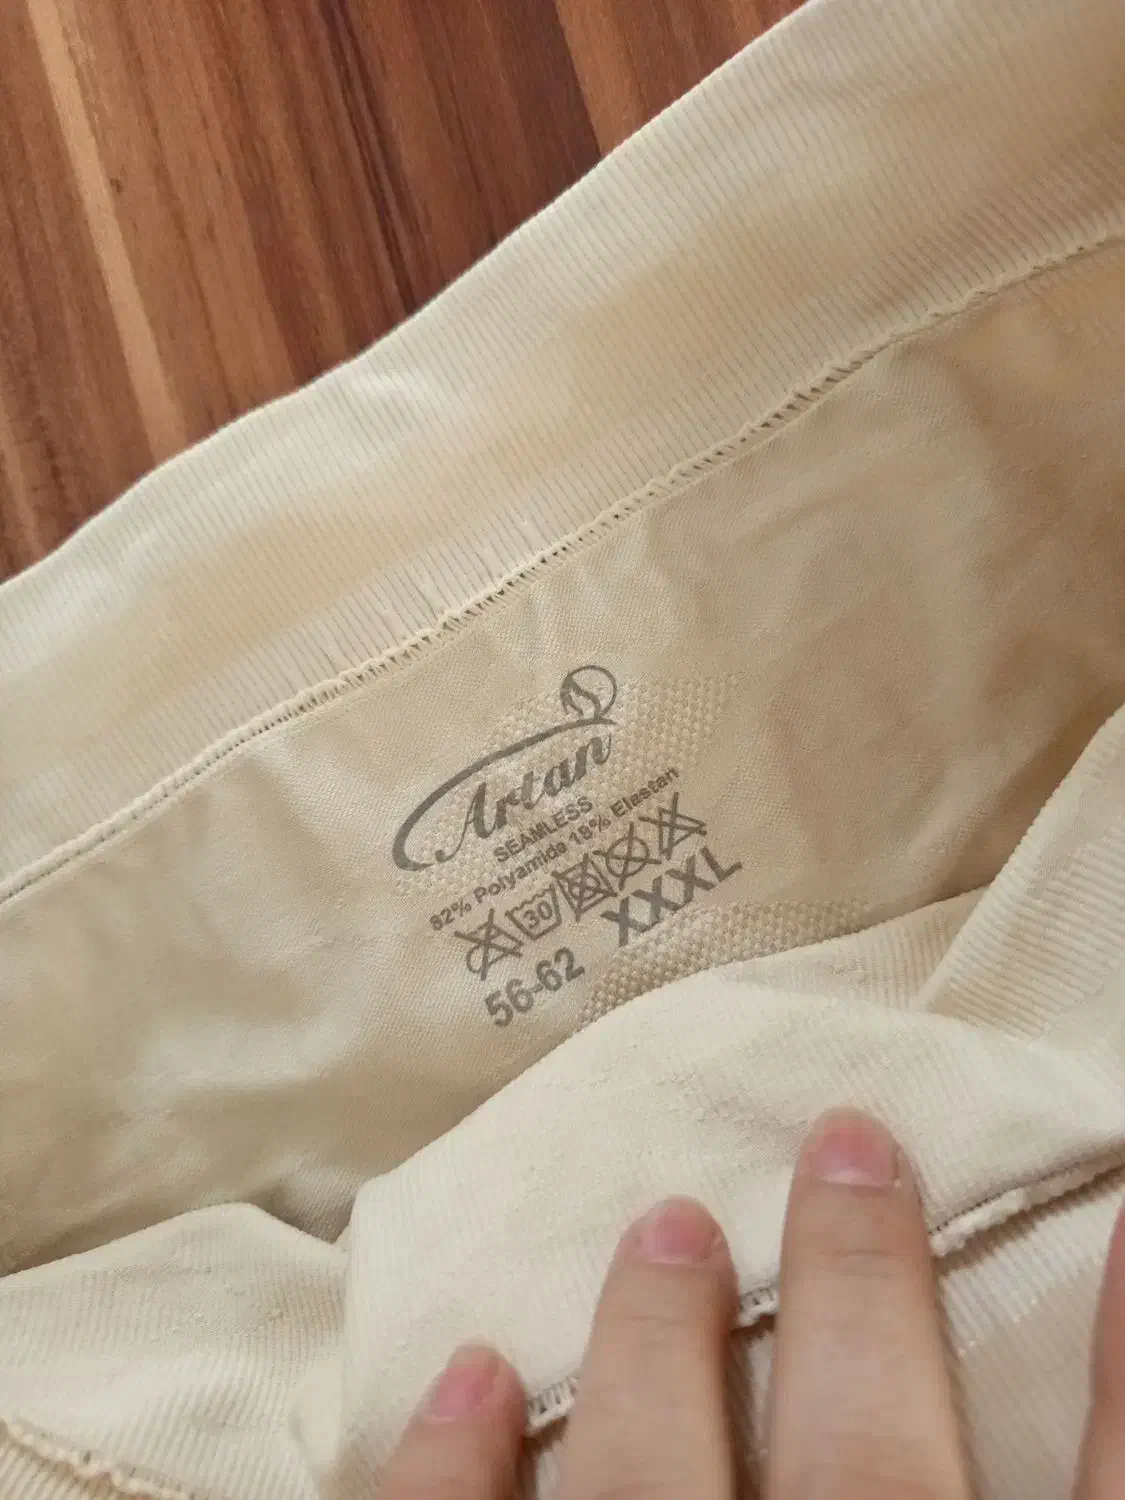 Artan
SEAMLESS
82% Polyamide 18% Elastan
30
56-62 XXXL